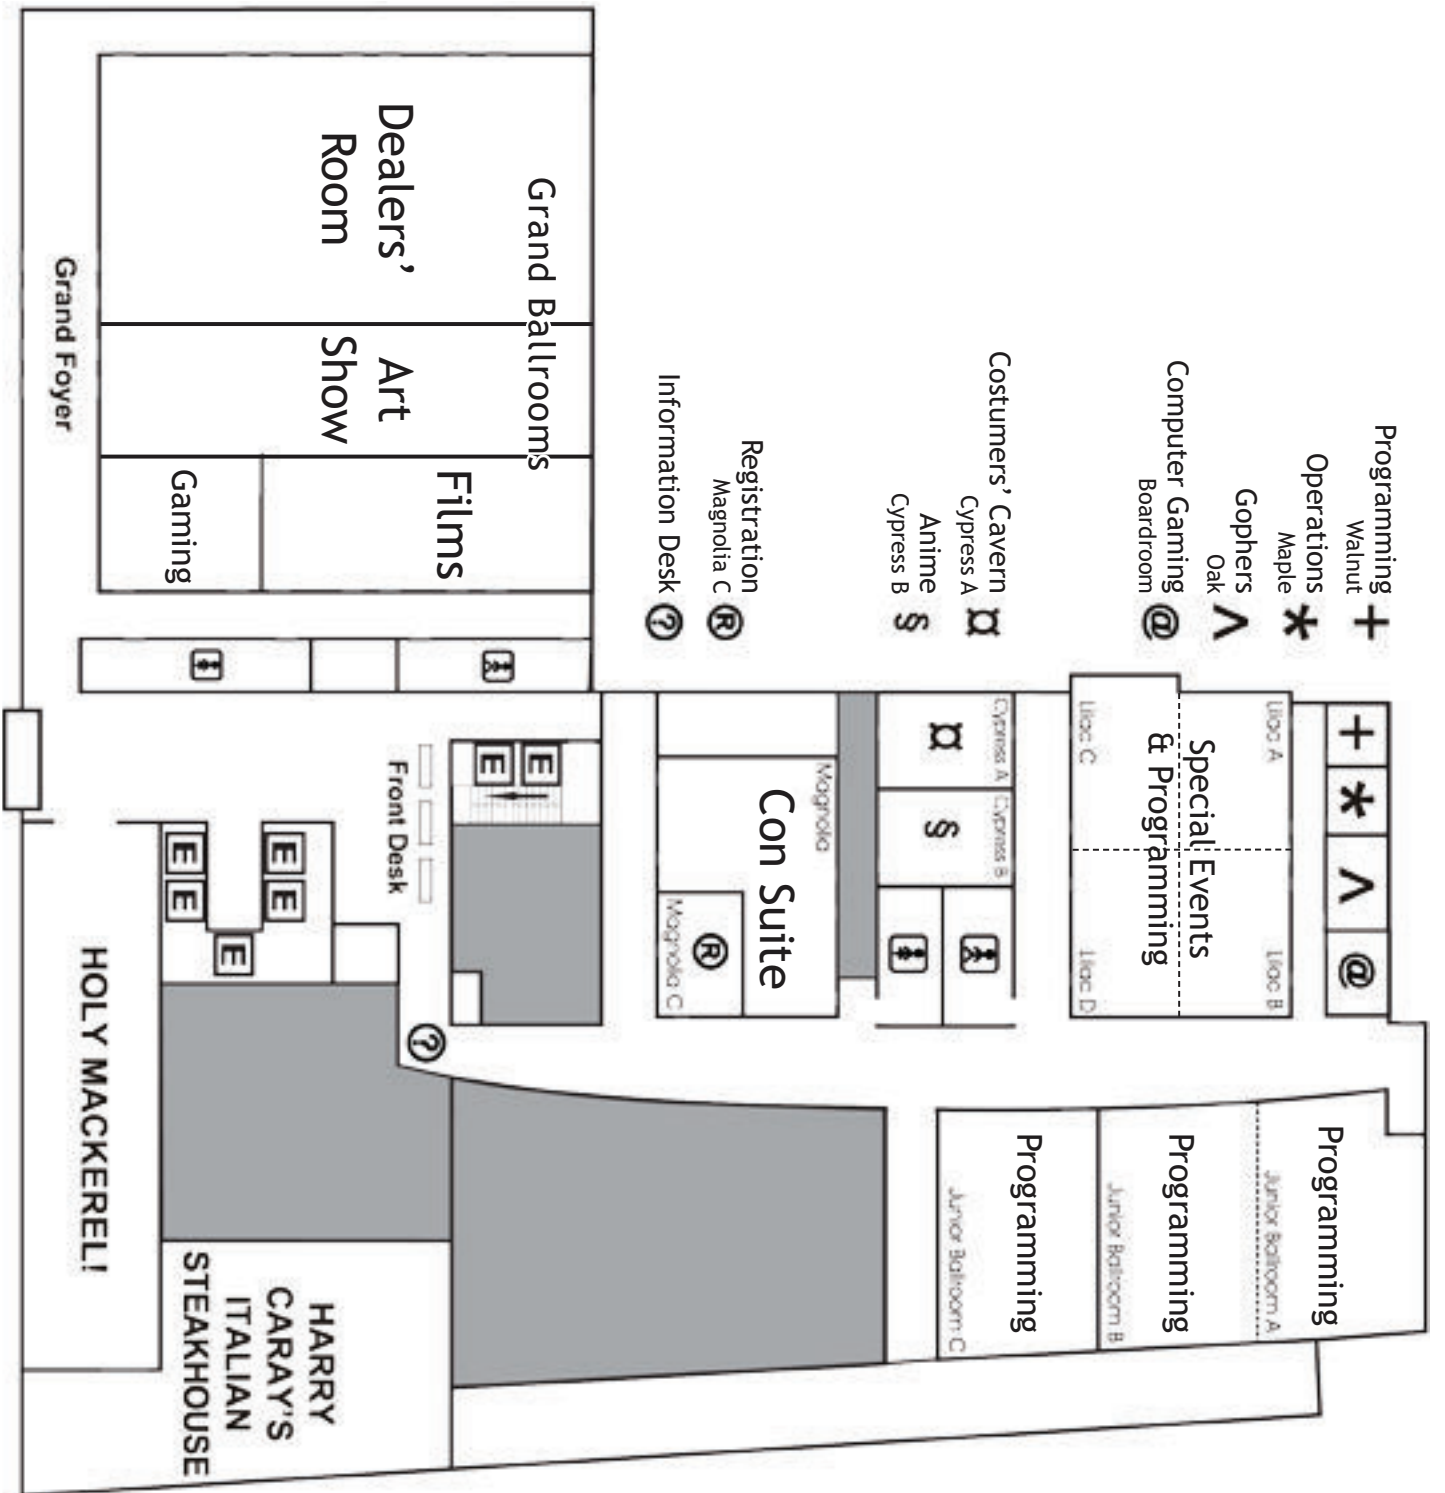 Programming
Walnut
+
Operations
Maple
*
Gophers
Oak
Λ
Computer Gaming
Boardroom
@
Costumers' Cavern
Cypress A
¤
Anime
Cypress B
§
Registration
Magnolia C
®
Information Desk
?
+
*
Λ
@
Lilac A
Lilac B
Special Events
& Programming
Lilac C
Lilac D
Programming
Junior Ballroom A
Programming
Junior Ballroom B
Programming
Junior Ballroom C
Cypress A
¤
Cypress B
§
Magnolia
Con Suite
Magnolia C
®
Grand Ballrooms
Dealers'
Room
Art
Show
Films
Gaming
Grand Foyer
E
E
Front Desk
E
E
E
E
E
?
HOLY MACKEREL!
HARRY
CARAY'S
ITALIAN
STEAKHOUSE